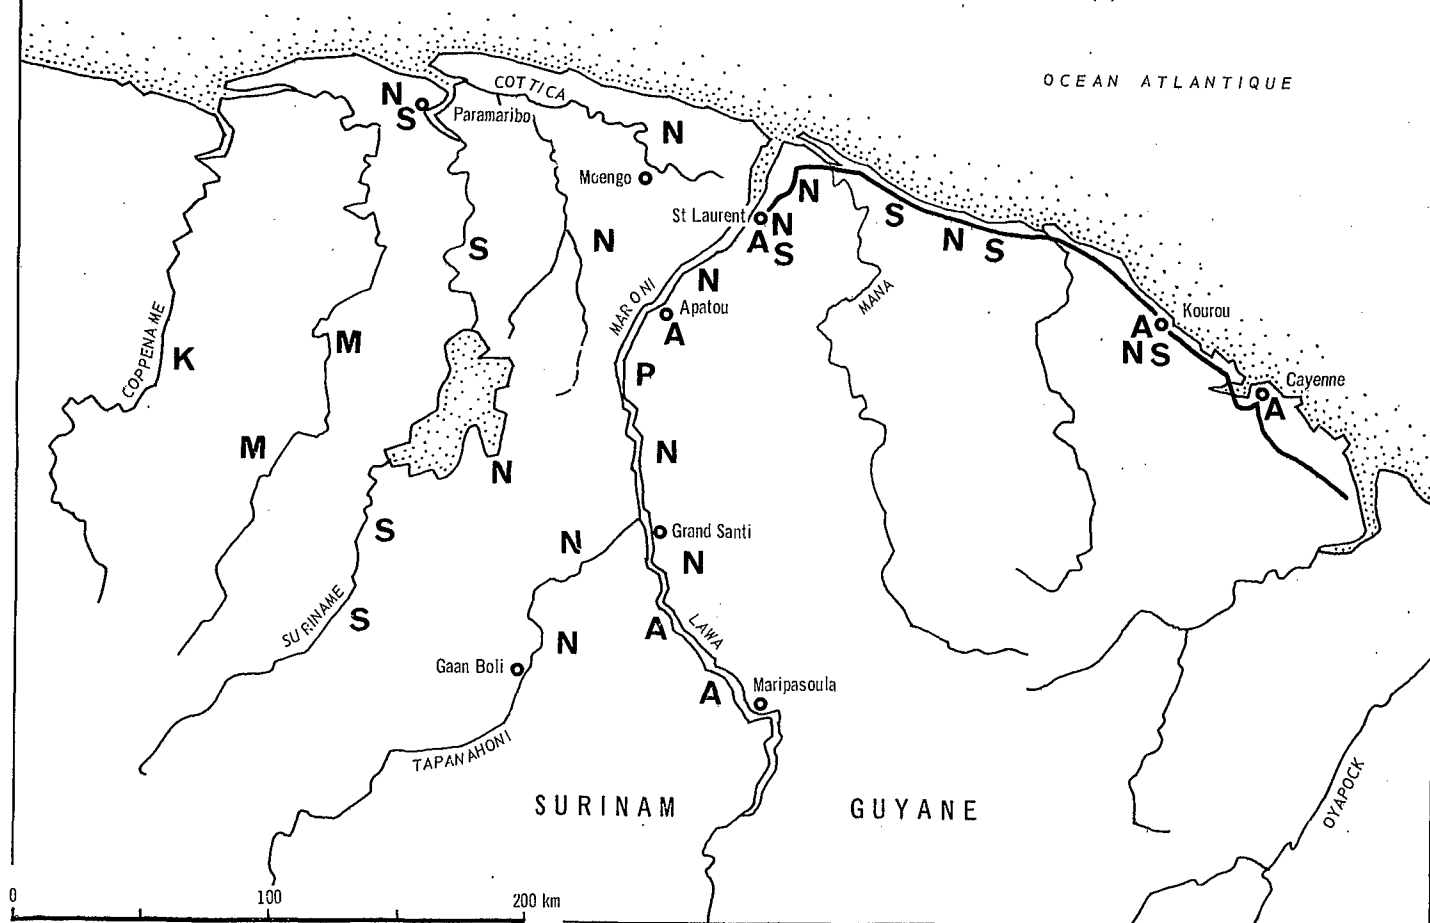 OCEAN ATLANTIQUE
COTTICA
N
S
Paramaribo
N
Moengo
N
St Laurent
N
A
S
S
N
S
N
S
N
MARONI
N
Apatou
A
MANA
COPPENAME
K
M
P
Kourou
A
N S
Cayenne
A
M
N
N
S
N
Grand Santi
N
SURINAME
S
A
LAWA
N
Gaan Boli
A
Maripasoula
TAPANAHONI
SURINAM
GUYANE
OYAPOCK
0
100
200 km